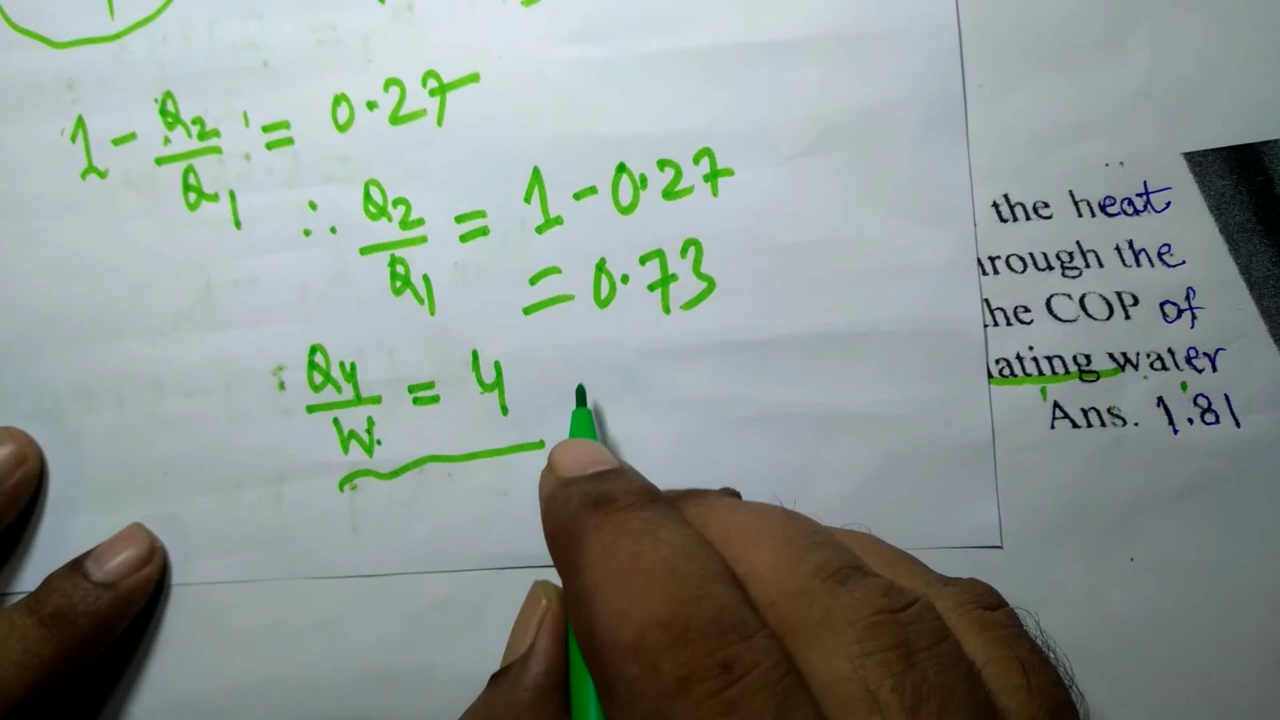 1 - Q2/Q1 = 0.27
∴ Q2/Q1 = 1 - 0.27
= 0.73
Q4/W = 4
the heat
rough the
he COP of
ating water
Ans. 1.81